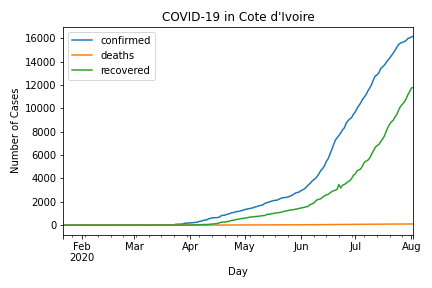 COVID-19 in Cote d'Ivoire
confirmed
deaths
recovered
16000
14000
12000
10000
8000
6000
4000
2000
0
Number of Cases
Feb Mar Apr May Jun Jul Aug
2020
Day